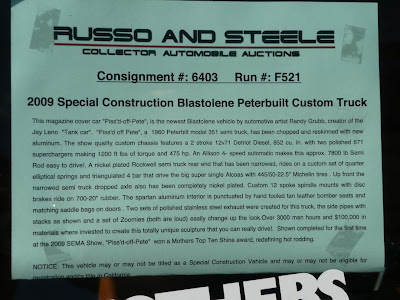 RUSSO AND STEELE
COLLECTOR AUTOMOBILE AUCTIONS
Consignment #: 6403 Run #: F521
2009 Special Construction Blastolene Peterbuilt Custom Truck
This magazine cover car "Piss'd-off-Pete", is the newest Blastolene vehicle by automotive artist Randy Grubb, creator of the
Jay Leno "Tank car". "Piss'd off Pete", a 1960 Peterbilt model 351 semi truck, has been chopped and reskinned with new
aluminum. The show quality custom chassis features a 2 stroke 12v71 Detriot Deisel, 852 cu. in. with two polished 671
superchargers making 1200 ft lbs of torque and 475 hp. An Allison 4- speed automatic makes this approx. 7800 lb Semi
Rod easy to drive! A nickel plated Rockwell semi truck rear end that has been narrowed, rides on a custom set of quarter
elliptical springs and triangulated 4 bar that drive the big super single Alcoas with 445/50-22.5" Michelin tires. Up front the
narrowed semi truck dropped axle also has been completely nickel plated. Custom 12 spoke spindle mounts with disc
brakes ride on 700-20" rubber. The spartan aluminum interior is punctuated by hand tooled tan leather bomber seats and
matching saddle bags on doors. Two sets of polished stainless steel exhaust were created for this truck, the side pipes with
stacks as shown and a set of Zoomies (both are loud) easily change up the look.Over 3000 man hours and $100,000 in
materials where invested to create this totally unique sculpture that you can really drive! Shown completed for the first time
at the 2009 SEMA Show, "Piss'd-off-Pete" won a Mothers Top Ten Shine award, redefining hot rodding.
NOTICE: This vehicle may or may not be titled as a Special Construction Vehicle and may or may not be eligible for
registration and/or title in California